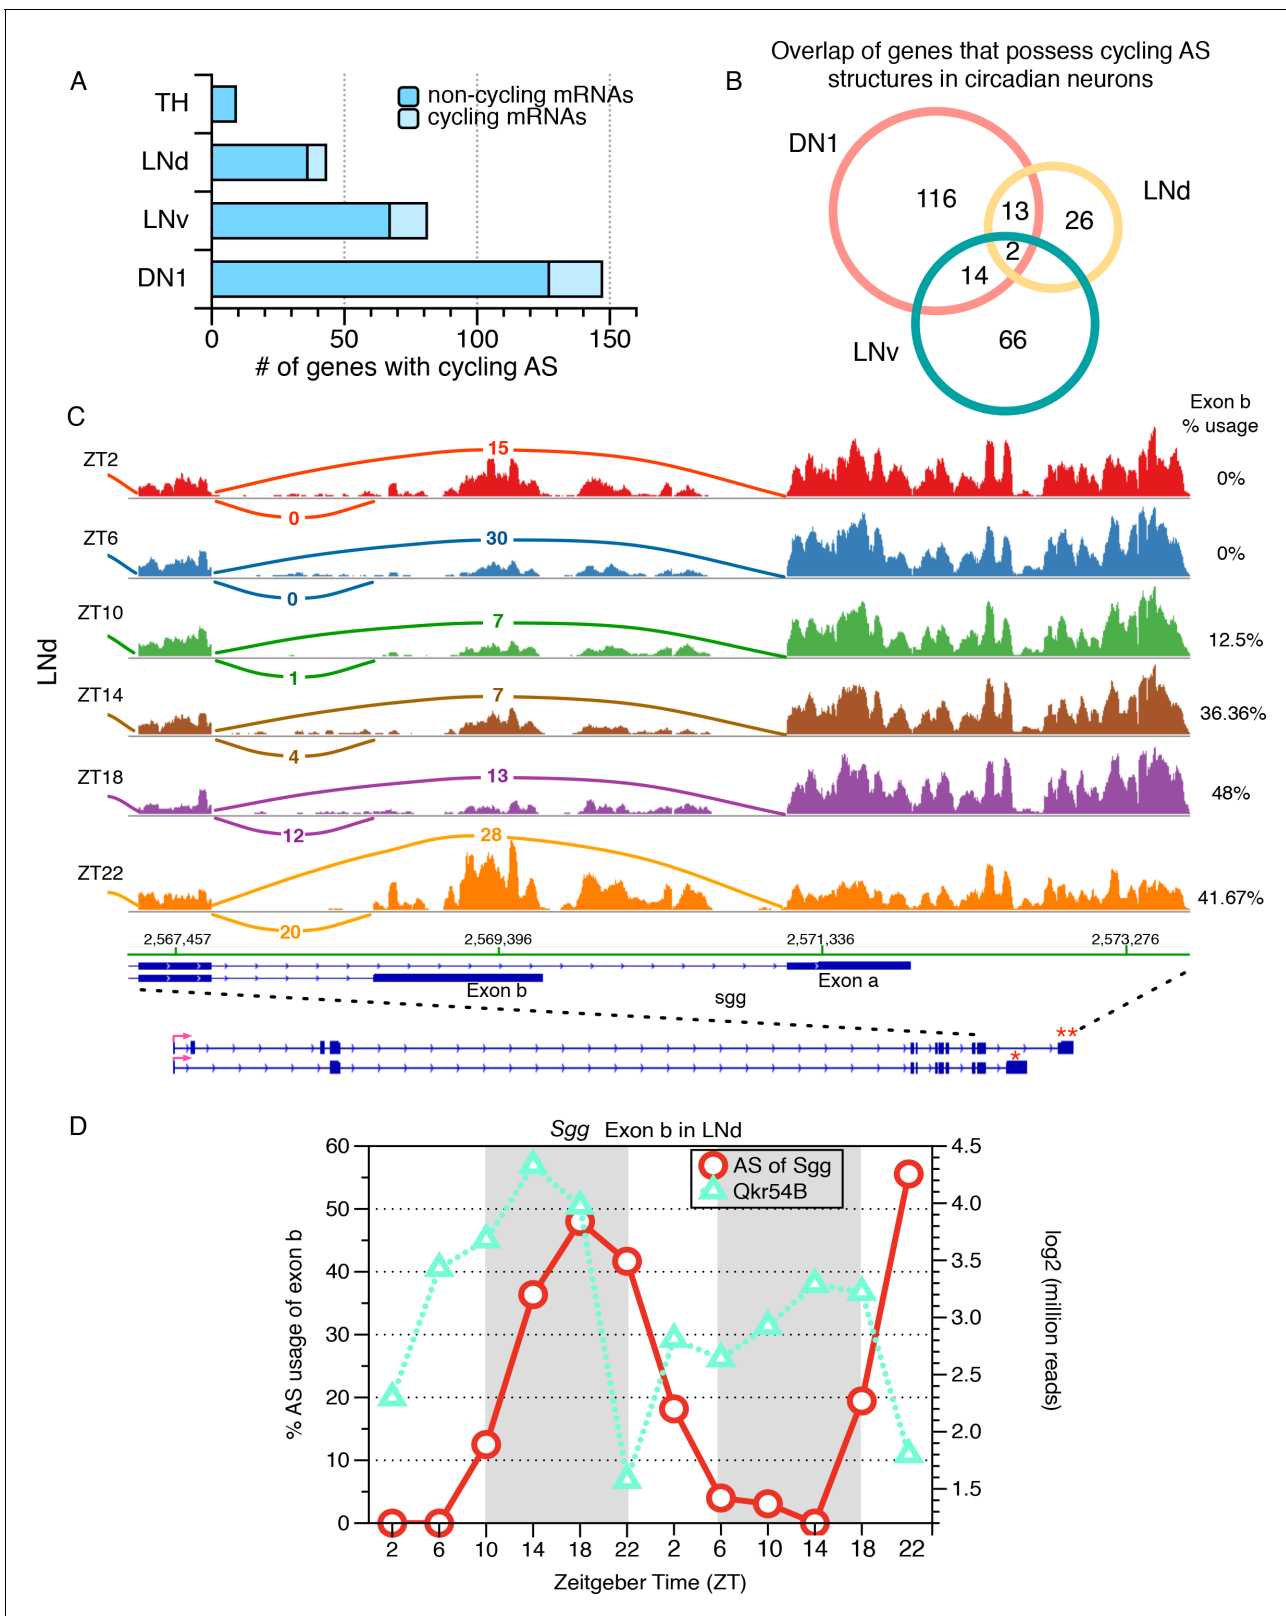 A
TH
LNd
LNv
DN1
non-cycling mRNAs
cycling mRNAs
0 50 100 150
# of genes with cycling AS
B
Overlap of genes that possess cycling AS
structures in circadian neurons
DN1
LNd
LNv
116
13
26
2
14
66
C
Exon b
% usage
LNd
ZT2
15
0
0%
ZT6
30
0
0%
ZT10
7
1
12.5%
ZT14
7
4
36.36%
ZT18
13
12
48%
ZT22
28
20
41.67%
2,567,457 2,569,396 2,571,336 2,573,276
Exon b
Exon a
sgg
**
*
D
Sgg Exon b in LNd
AS of Sgg
Qkr54B
% AS usage of exon b
60
50
40
30
20
10
0
4.5
4.0
3.5
3.0
2.5
2.0
1.5
log2 (million reads)
2 6 10 14 18 22 2 6 10 14 18 22
Zeitgeber Time (ZT)